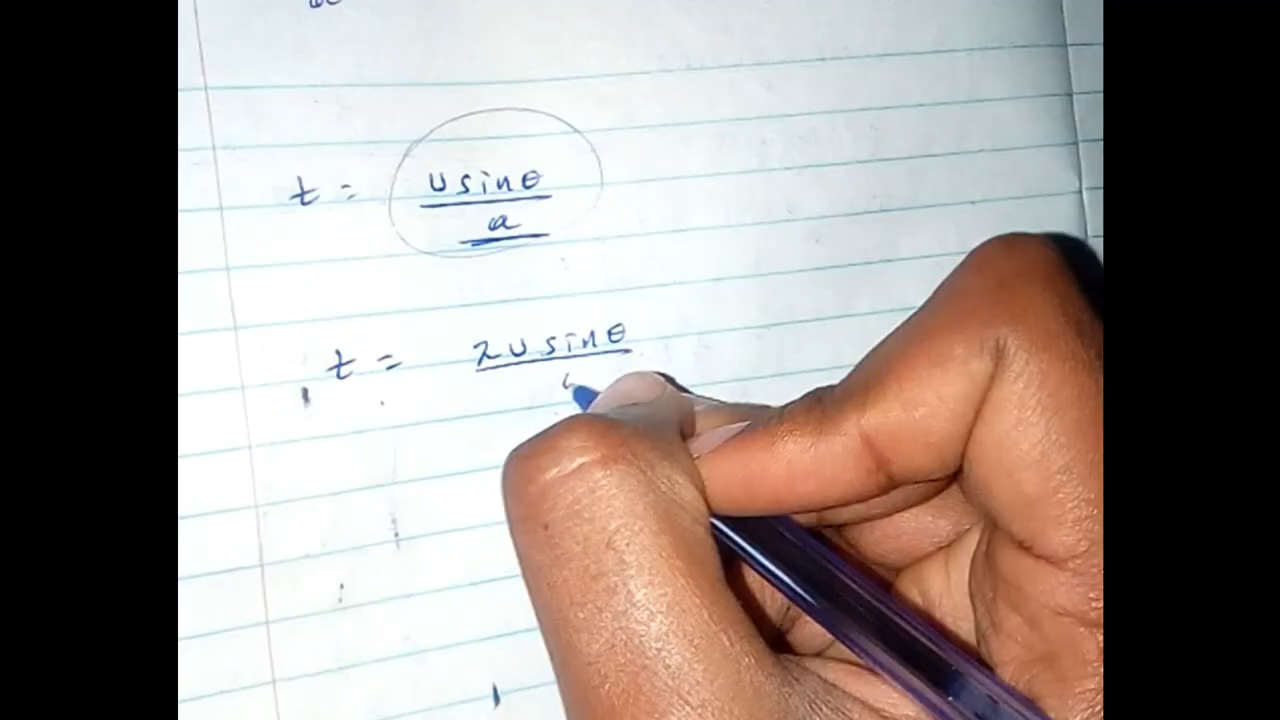 t = u sinθ
a
t = 2u sinθ